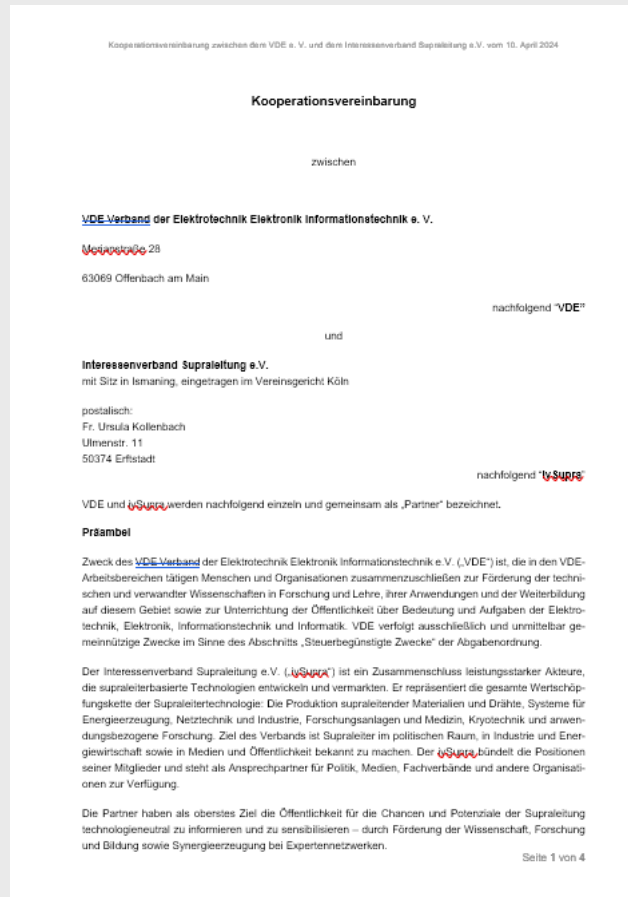 Kooperationsvereinbarung zwischen dem VDE e. V. und dem Interessenverband Supraleitung e.V. vom 10. April 2024
Kooperationsvereinbarung
zwischen
VDE Verband der Elektrotechnik Elektronik Informationstechnik e. V.
Merianstraße 28
63069 Offenbach am Main
nachfolgend "VDE"
und
Interessenverband Supraleitung e.V.
mit Sitz in Ismaning, eingetragen im Vereinsgericht Köln
postalisch:
Fr. Ursula Kollenbach
Ulmenstr. 11
50374 Erftstadt
nachfolgend "ivSupra"
VDE und ivSupra werden nachfolgend einzeln und gemeinsam als „Partner" bezeichnet.
Präambel
Zweck des VDE Verband der Elektrotechnik Elektronik Informationstechnik e.V. („VDE") ist, die in den VDE-
Arbeitsbereichen tätigen Menschen und Organisationen zusammenzuschließen zur Förderung der techni-
schen und verwandter Wissenschaften in Forschung und Lehre, ihrer Anwendungen und der Weiterbildung
auf diesem Gebiet sowie zur Unterrichtung der Öffentlichkeit über Bedeutung und Aufgaben der Elektro-
technik, Elektronik, Informationstechnik und Informatik. VDE verfolgt ausschließlich und unmittelbar ge-
meinnützige Zwecke im Sinne des Abschnitts „Steuerbegünstigte Zwecke" der Abgabenordnung.
Der Interessenverband Supraleitung e.V. („ivSupra") ist ein Zusammenschluss leistungsstarker Akteure,
die supraleiterbasierte Technologien entwickeln und vermarkten. Er repräsentiert die gesamte Wertschöp-
fungskette der Supraleitertechnologie: Die Produktion supraleitender Materialien und Drähte, Systeme für
Energieerzeugung, Netztechnik und Industrie, Forschungsanlagen und Medizin, Kryotechnik und anwen-
dungsbezogene Forschung. Ziel des Verbands ist Supraleiter im politischen Raum, in Industrie und Ener-
giewirtschaft sowie in Medien und Öffentlichkeit bekannt zu machen. Der ivSupra bündelt die Positionen
seiner Mitglieder und steht als Ansprechpartner für Politik, Medien, Fachverbände und andere Organisati-
onen zur Verfügung.
Die Partner haben als oberstes Ziel die Öffentlichkeit für die Chancen und Potenziale der Supraleitung
technologieneutral zu informieren und zu sensibilisieren – durch Förderung der Wissenschaft, Forschung
und Bildung sowie Synergieerzeugung bei Expertennetzwerken.
Seite 1 von 4